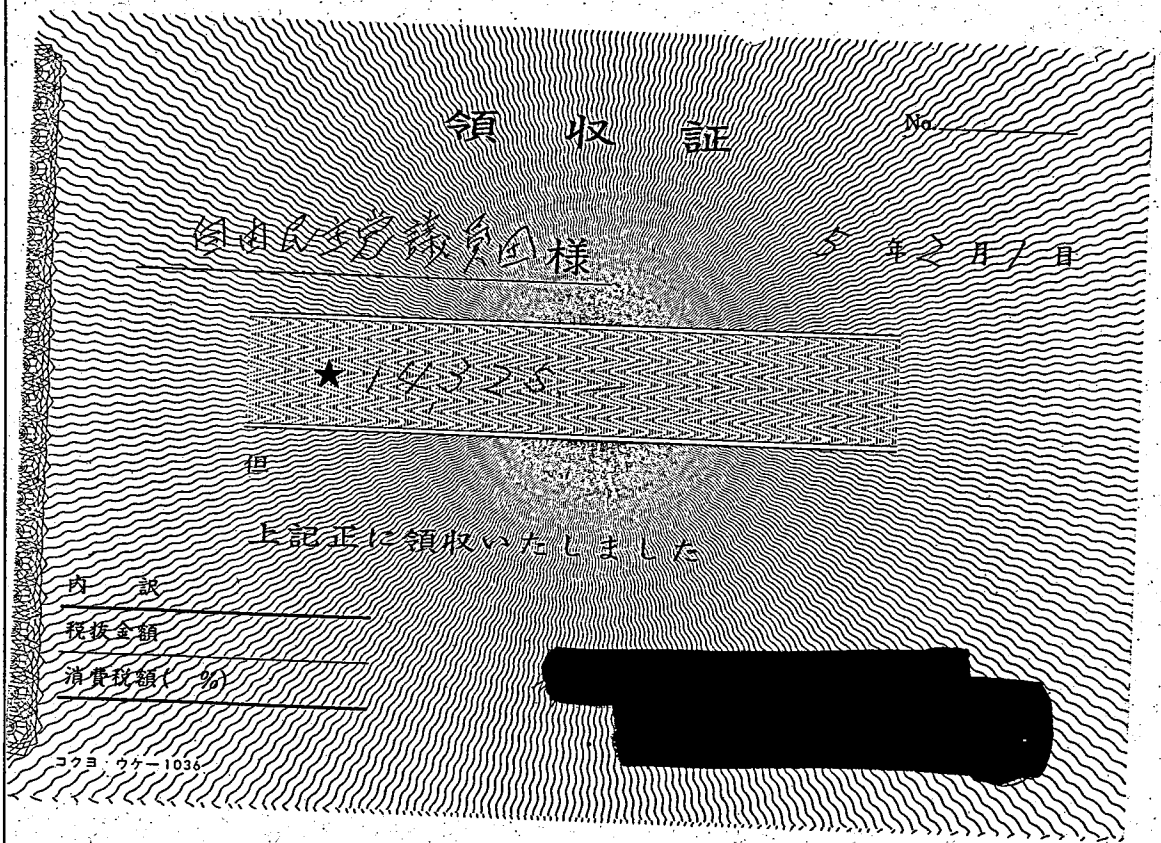 領収証
No.
自由民主党議員団様
5年2月1日
★14,325-
但
上記正に領収いたしました
内訳
税抜金額
消費税額( %)
コクヨ ウケ-1036